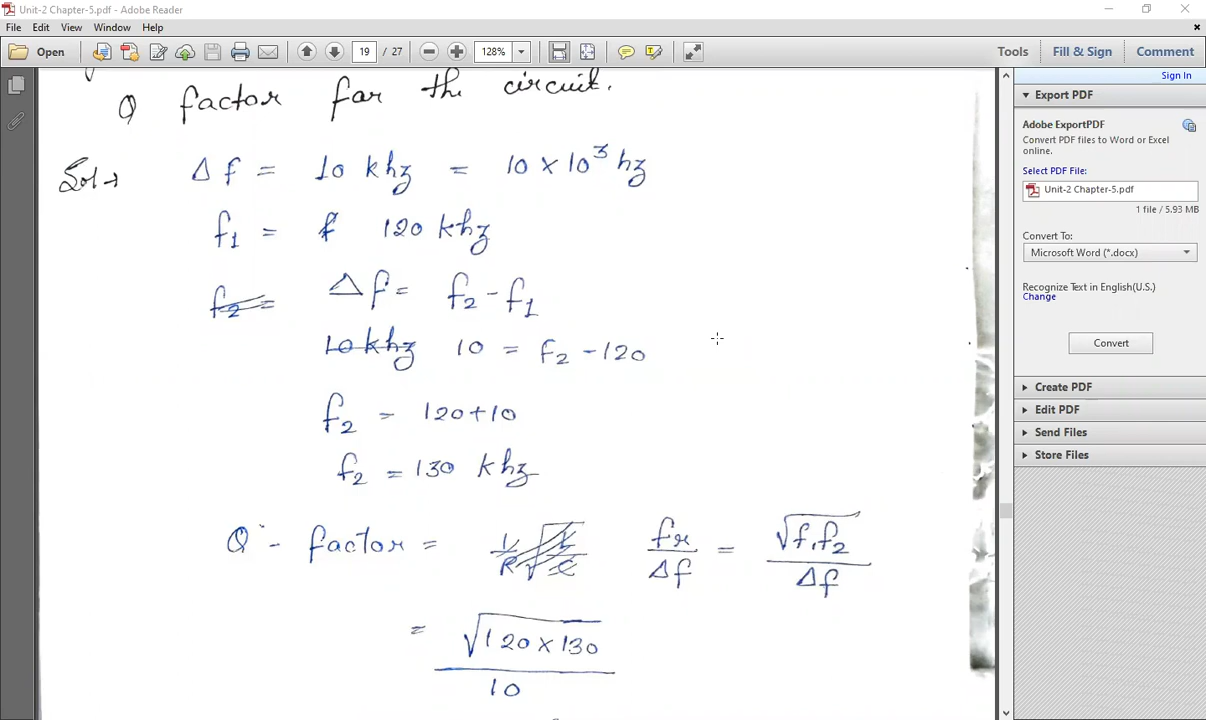 Unit-2 Chapter-5.pdf - Adobe Reader
File Edit View Window Help
Open 19 / 27 128% Tools Fill & Sign Comment
Sign In
Export PDF
Adobe ExportPDF
Convert PDF files to Word or Excel
online.
Select PDF File:
Unit-2 Chapter-5.pdf
1 file / 5.93 MB
Convert To:
Microsoft Word (*.docx)
Recognize Text in English(U.S.)
Change
Convert
Create PDF
Edit PDF
Send Files
Store Files
Q factor for the circuit.
Sol→ Δf = 10 khz = 10 × 10³ hz
f₁ = f 120 khz
f₂ = Δf = f₂ - f₁
10 khz 10 = f₂ - 120
f₂ = 120+10
f₂ = 130 khz
Q - factor = 1/R √L/C fr/Δf = √f₁f₂/Δf
= √120 × 130/10